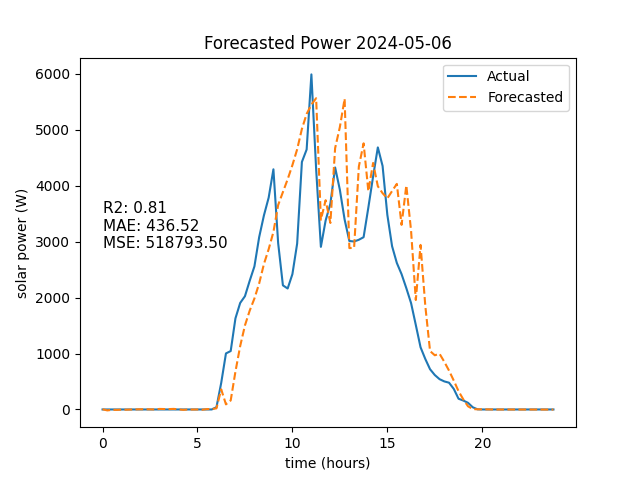 Forecasted Power 2024-05-06
Actual
Forecasted
R2: 0.81
MAE: 436.52
MSE: 518793.50
solar power (W)
6000
5000
4000
3000
2000
1000
0
0 5 10 15 20
time (hours)